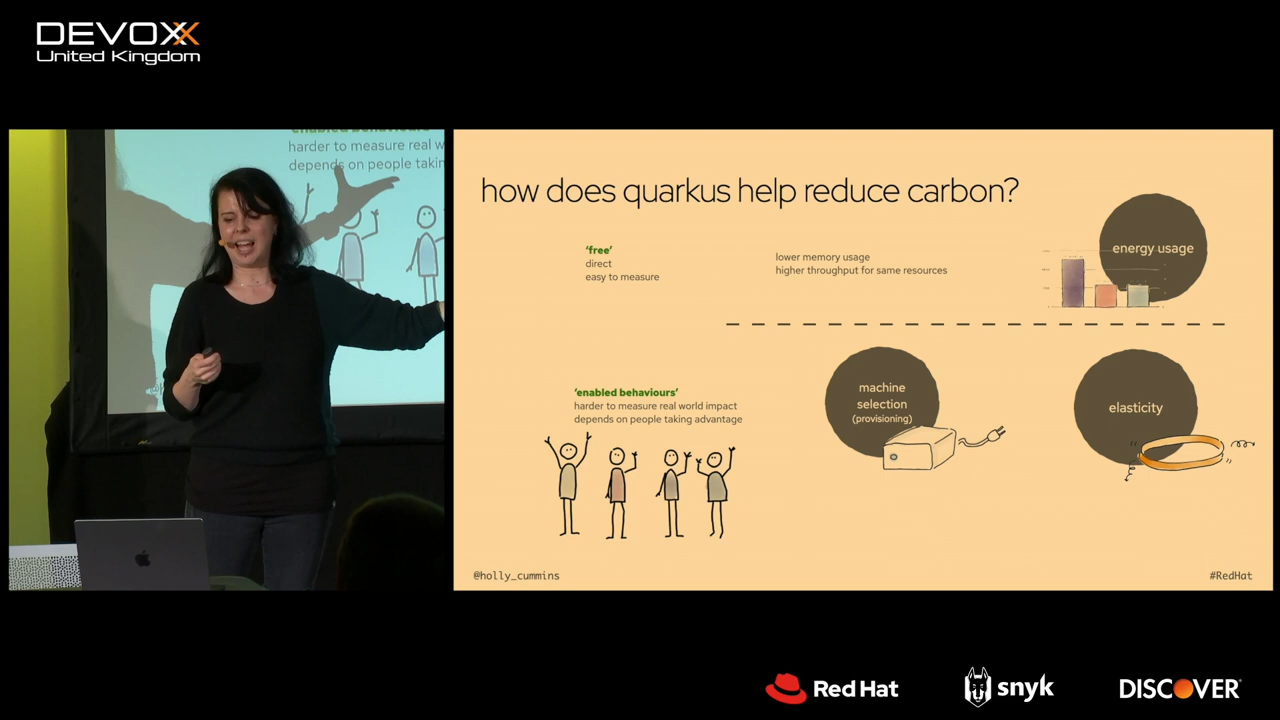 DEVOXX
United Kingdom
harder to measure real w
depends on people takin
how does quarkus help reduce carbon?
'free'
direct
easy to measure
lower memory usage
higher throughput for same resources
energy usage
'enabled behaviours'
harder to measure real world impact
depends on people taking advantage
machine
selection
(provisioning)
elasticity
@holly_cummins
#RedHat
Red Hat
snyk
DISCOVER